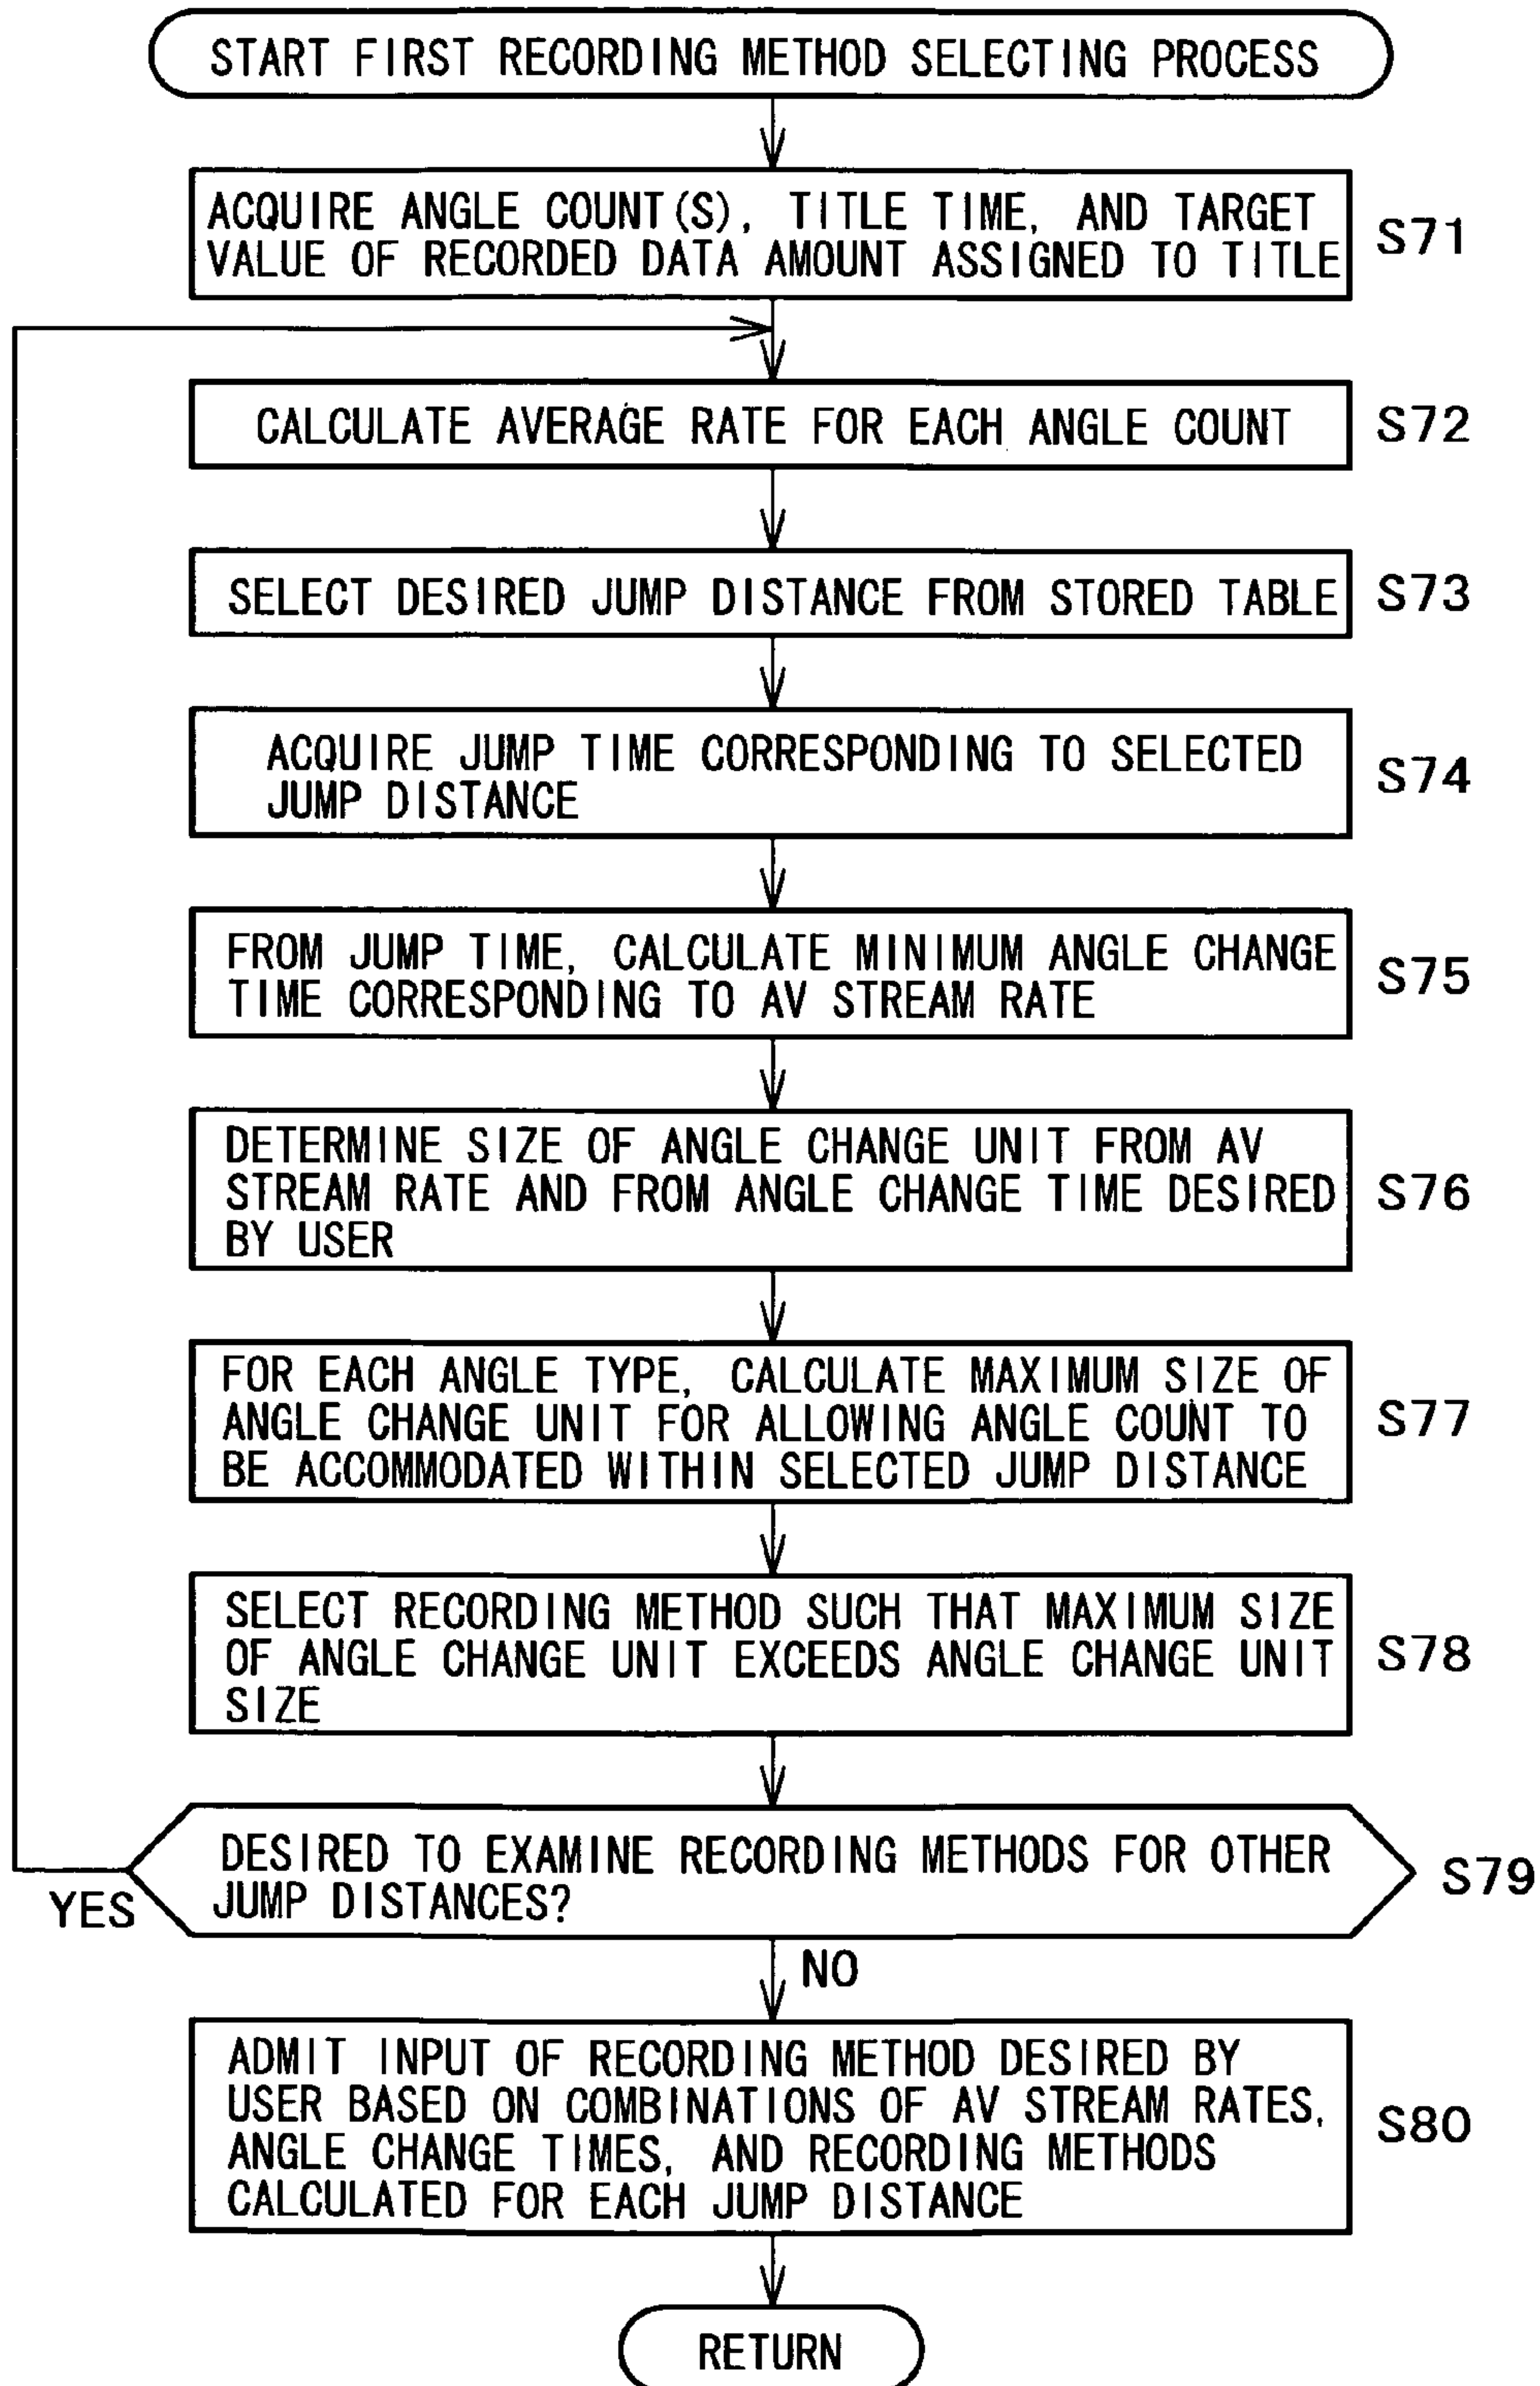 START FIRST RECORDING METHOD SELECTING PROCESS
ACQUIRE ANGLE COUNT(S), TITLE TIME, AND TARGET
VALUE OF RECORDED DATA AMOUNT ASSIGNED TO TITLE
S71
CALCULATE AVERAGE RATE FOR EACH ANGLE COUNT
S72
SELECT DESIRED JUMP DISTANCE FROM STORED TABLE
S73
ACQUIRE JUMP TIME CORRESPONDING TO SELECTED
JUMP DISTANCE
S74
FROM JUMP TIME, CALCULATE MINIMUM ANGLE CHANGE
TIME CORRESPONDING TO AV STREAM RATE
S75
DETERMINE SIZE OF ANGLE CHANGE UNIT FROM AV
STREAM RATE AND FROM ANGLE CHANGE TIME DESIRED
BY USER
S76
FOR EACH ANGLE TYPE, CALCULATE MAXIMUM SIZE OF
ANGLE CHANGE UNIT FOR ALLOWING ANGLE COUNT TO
BE ACCOMMODATED WITHIN SELECTED JUMP DISTANCE
S77
SELECT RECORDING METHOD SUCH THAT MAXIMUM SIZE
OF ANGLE CHANGE UNIT EXCEEDS ANGLE CHANGE UNIT
SIZE
S78
DESIRED TO EXAMINE RECORDING METHODS FOR OTHER
JUMP DISTANCES?
S79
YES
NO
ADMIT INPUT OF RECORDING METHOD DESIRED BY
USER BASED ON COMBINATIONS OF AV STREAM RATES,
ANGLE CHANGE TIMES, AND RECORDING METHODS
CALCULATED FOR EACH JUMP DISTANCE
S80
RETURN